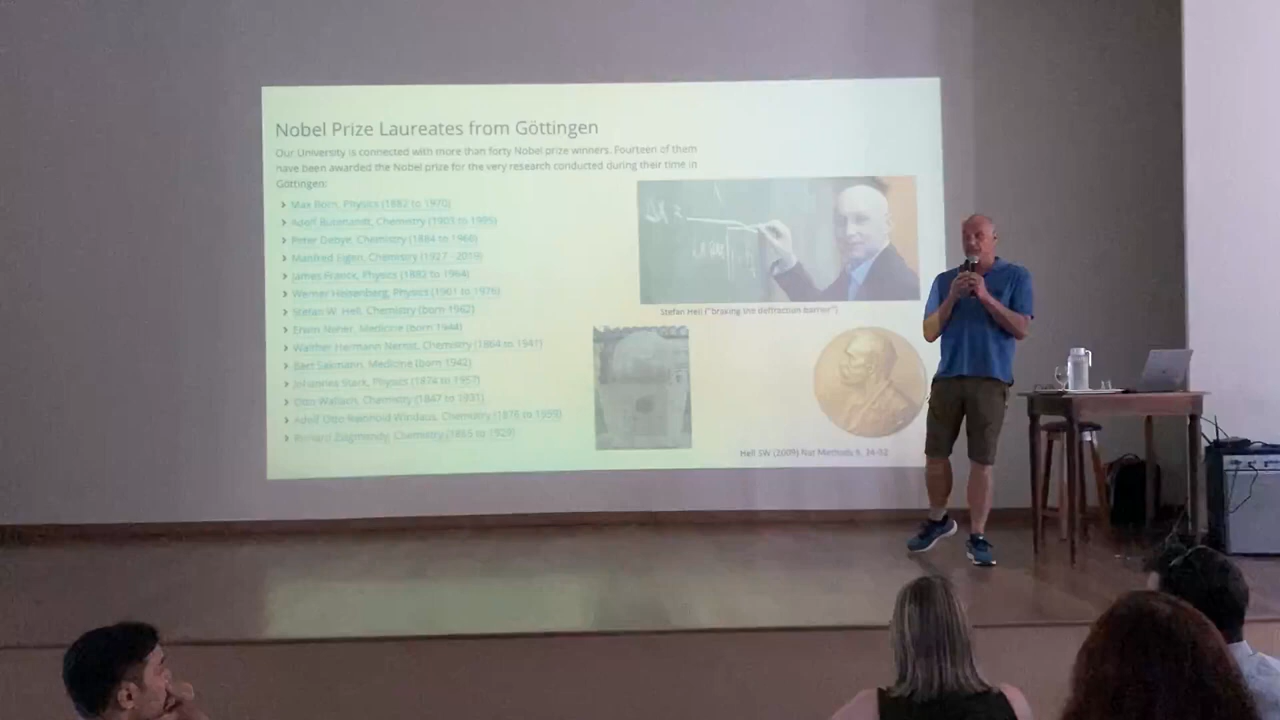 Nobel Prize Laureates from Göttingen
Our University is connected with more than forty Nobel prize winners. Fourteen of them
have been awarded the Nobel prize for the very research conducted during their time in
Göttingen:
Max Born, Physics (1882 to 1970)
Adolf Butenandt, Chemistry (1903 to 1995)
Peter Debye, Chemistry (1884 to 1966)
Manfred Eigen, Chemistry (1927 - 2019)
James Franck, Physics (1882 to 1964)
Werner Heisenberg, Physics (1901 to 1976)
Stefan W. Hell, Chemistry (born 1962)
Erwin Neher, Medicine (born 1944)
Walther Hermann Nernst, Chemistry (1864 to 1941)
Bert Sakmann, Medicine (born 1942)
Johannes Stark, Physics (1874 to 1957)
Otto Wallach, Chemistry (1847 to 1931)
Adolf Otto Reinhold Windaus, Chemistry (1876 to 1959)
Richard Zsigmondy, Chemistry (1865 to 1929)
Stefan Hell ("braking the deffraction barrier")
Hell SW (2009) Nat Methods